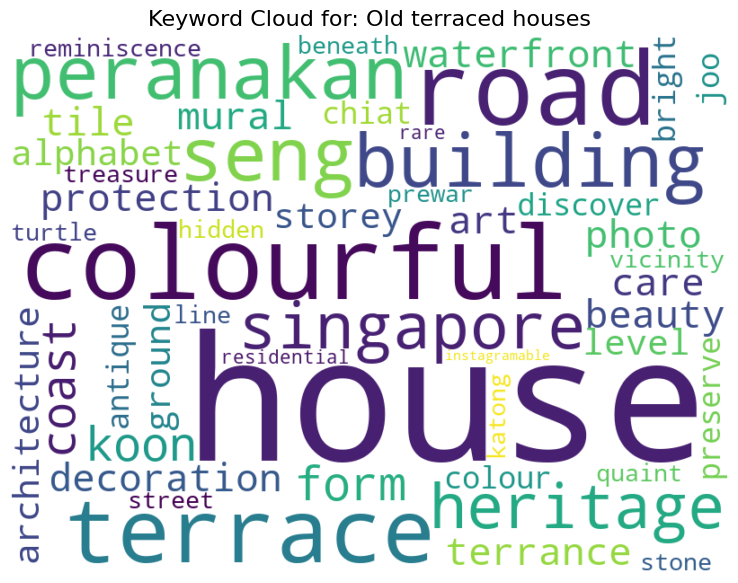 Keyword Cloud for: Old terraced houses
reminiscence beneath waterfront bright joo
peranakan road
tile mural chiat rare
alphabet seng building
treasure
protection prewar discover
storey art
turtle hidden photo
colourful vicinity
care
architecture coast antique ground line singapore beauty
level
residential instagramable preserve
house katong
koon
decoration form colour quaint
street heritage
terrace terrance
stone